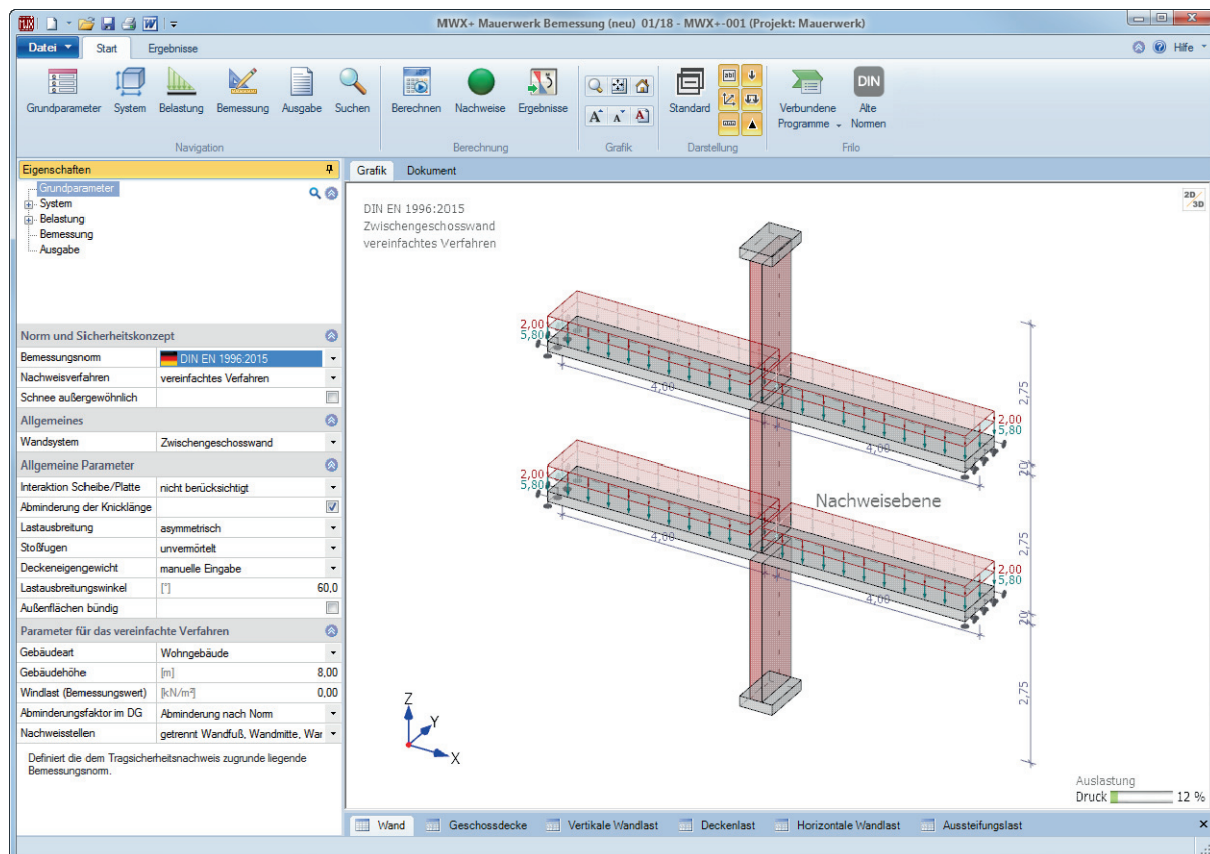 MWX+ Mauerwerk Bemessung (neu) 01/18 - MWX+-001 (Projekt: Mauerwerk)
Datei Start Ergebnisse Hilfe
Grundparameter System Belastung Bemessung Ausgabe Suchen Berechnen Nachweise Ergebnisse Standard Verbundene Programme DIN Alte Normen
Navigation Berechnung Grafik Darstellung Frilo
Eigenschaften
Grundparameter
System
Belastung
Bemessung
Ausgabe
Norm und Sicherheitskonzept
Bemessungsnorm DIN EN 1996:2015
Nachweisverfahren vereinfachtes Verfahren
Schnee außergewöhnlich
Allgemeines
Wandsystem Zwischengeschosswand
Allgemeine Parameter
Interaktion Scheibe/Platte nicht berücksichtigt
Abminderung der Knicklänge
Lastausbreitung asymmetrisch
Stoßfugen unvermörtelt
Deckeneigengewicht manuelle Eingabe
Lastausbreitungswinkel [°] 60,0
Außenflächen bündig
Parameter für das vereinfachte Verfahren
Gebäudeart Wohngebäude
Gebäudehöhe [m] 8,00
Windlast (Bemessungswert) [kN/m²] 0,00
Abminderungsfaktor im DG Abminderung nach Norm
Nachweisstellen getrennt Wandfuß, Wandmitte, War
Definiert die dem Tragsicherheitsnachweis zugrunde liegende
Bemessungsnorm.
Grafik Dokument
2D/
/3D
DIN EN 1996:2015
Zwischengeschosswand
vereinfachtes Verfahren
2,00
5,80
4,00
2,75
2,00
5,80
4,00
20
2,00
5,80
Nachweisebene
4,00
2,75
2,00
5,80
4,00
20
2,75
Z
Y
X
Auslastung
Druck 12 %
Wand Geschossdecke Vertikale Wandlast Deckenlast Horizontale Wandlast Aussteifungslast